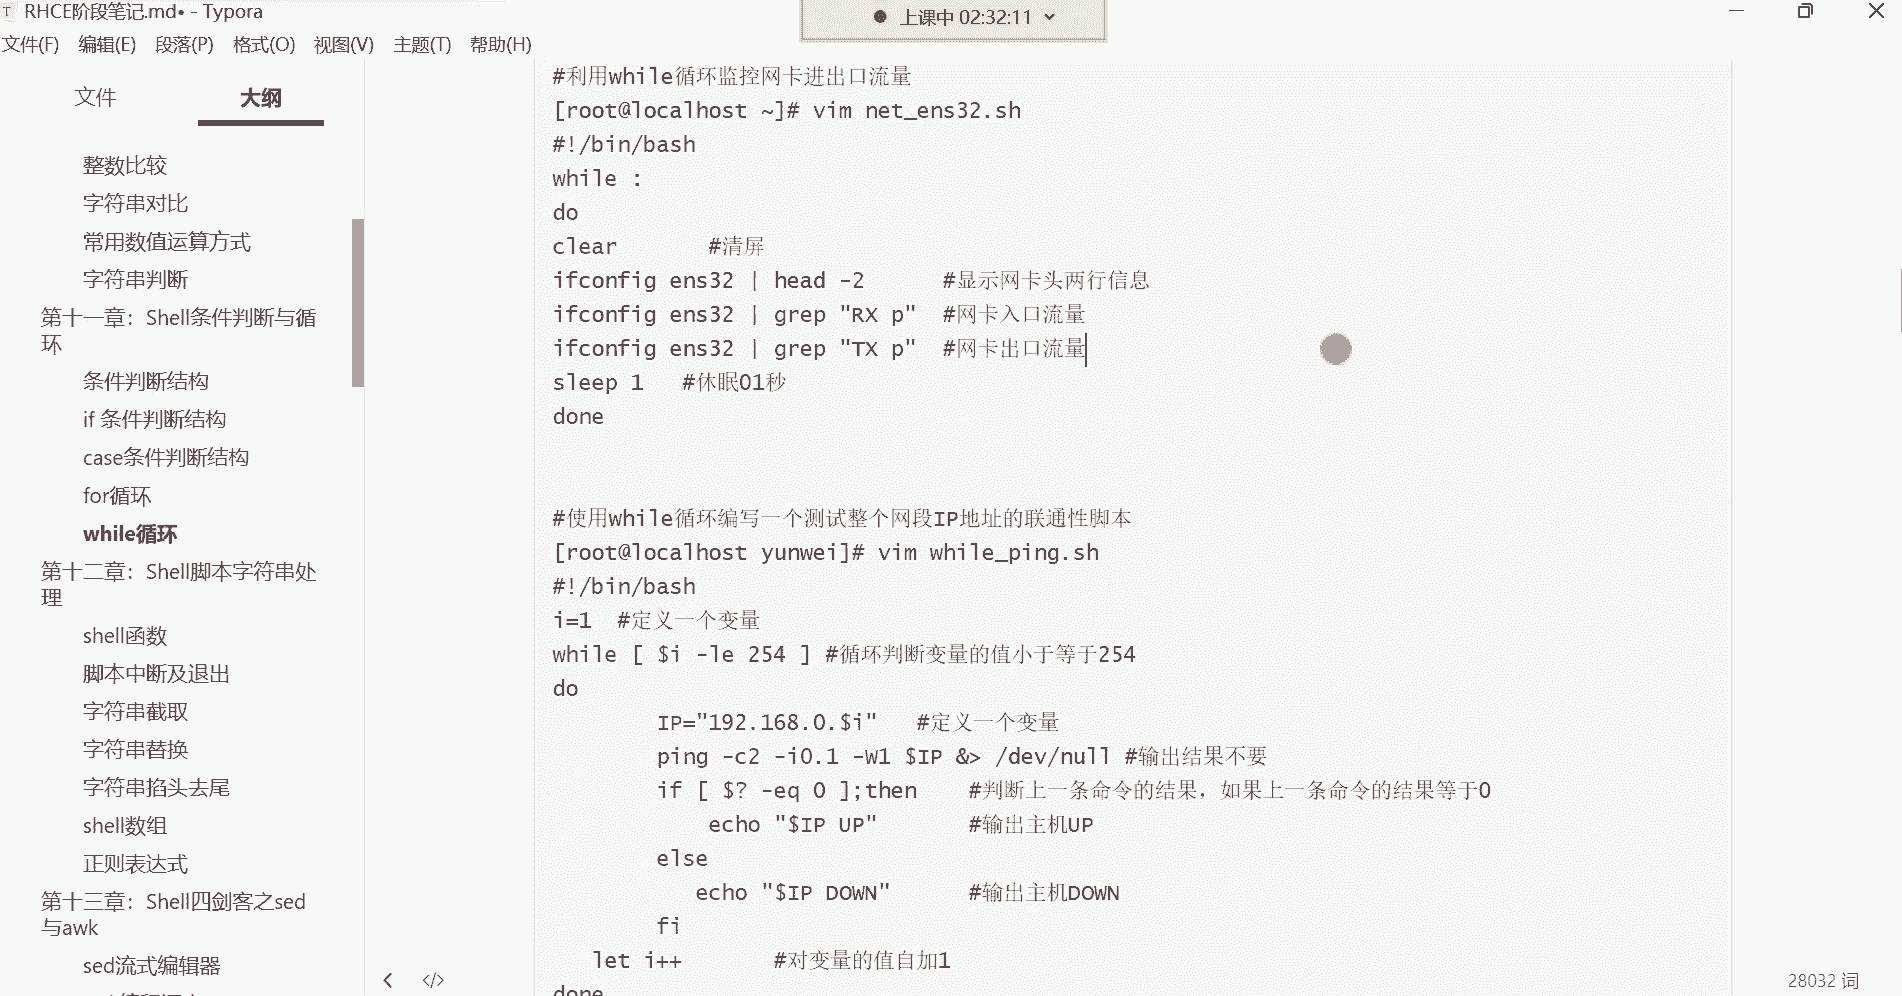 RHCE阶段笔记.md• - Typora
上课中 02:32:11
文件(F) 编辑(E) 段落(P) 格式(O) 视图(V) 主题(T) 帮助(H)
文件 大纲
整数比较
字符串对比
常用数值运算方式
字符串判断
第十一章：Shell条件判断与循
环
条件判断结构
if 条件判断结构
case条件判断结构
for循环
while循环
第十二章：Shell脚本字符串处
理
shell函数
脚本中断及退出
字符串截取
字符串替换
字符串掐头去尾
shell数组
正则表达式
第十三章：Shell四剑客之sed
与awk
sed流式编辑器
#利用while循环监控网卡进出口流量
[root@localhost ~]# vim net_ens32.sh
#!/bin/bash
while :
do
clear #清屏
ifconfig ens32 | head -2 #显示网卡头两行信息
ifconfig ens32 | grep "RX p" #网卡入口流量
ifconfig ens32 | grep "TX p" #网卡出口流量
sleep 1 #休眠01秒
done
#使用while循环编写一个测试整个网段IP地址的联通性脚本
[root@localhost yunwei]# vim while_ping.sh
#!/bin/bash
i=1 #定义一个变量
while [ $i -le 254 ] #循环判断变量的值小于等于254
do
IP="192.168.0.$i" #定义一个变量
ping -c2 -i0.1 -W1 $IP &> /dev/null #输出结果不要
if [ $? -eq 0 ];then #判断上一条命令的结果，如果上一条命令的结果等于0
echo "$IP UP" #输出主机UP
else
echo "$IP DOWN" #输出主机DOWN
fi
let i++ #对变量的值自加1
done
</> 28032 词